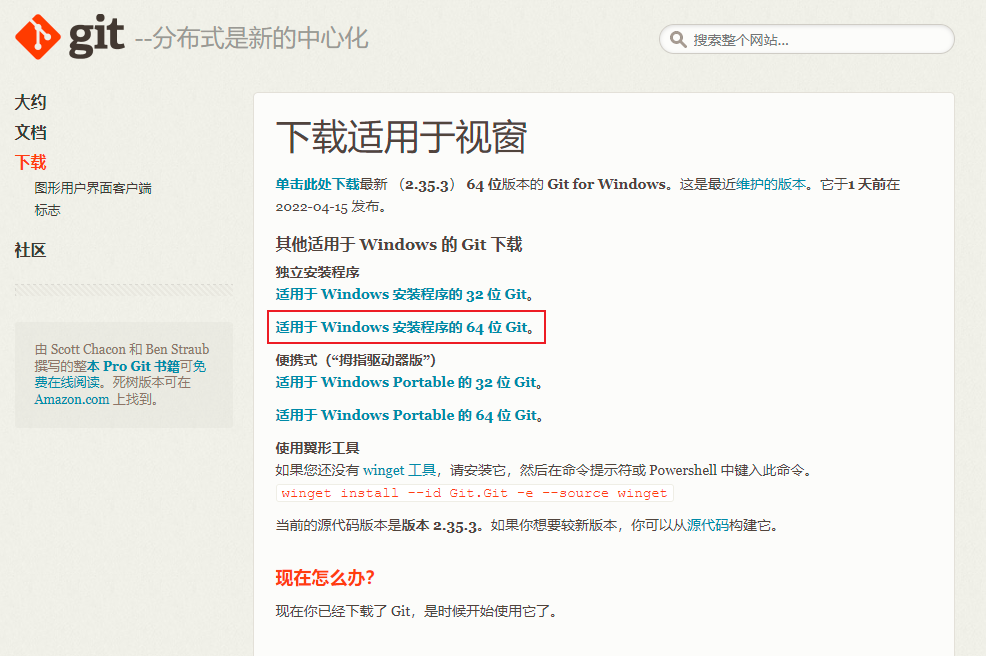 git --分布式是新的中心化
搜索整个网站...
大约
文档
下载
图形用户界面客户端
标志
社区
由 Scott Chacon 和 Ben Straub
撰写的整本 Pro Git 书籍可免
费在线阅读。死树版本可在
Amazon.com 上找到。
下载适用于视窗
单击此处下载最新 （2.35.3） 64 位版本的 Git for Windows。这是最近维护的版本。它于1 天前在
2022-04-15 发布。
其他适用于 Windows 的 Git 下载
独立安装程序
适用于 Windows 安装程序的 32 位 Git。
适用于 Windows 安装程序的 64 位 Git。
便携式（“拇指驱动器版”）
适用于 Windows Portable 的 32 位 Git。
适用于 Windows Portable 的 64 位 Git。
使用翼形工具
如果您还没有 winget 工具，请安装它，然后在命令提示符或 Powershell 中键入此命令。
winget install --id Git.Git -e --source winget
当前的源代码版本是版本 2.35.3。如果你想要较新版本，你可以从源代码构建它。
现在怎么办？
现在你已经下载了 Git，是时候开始使用它了。